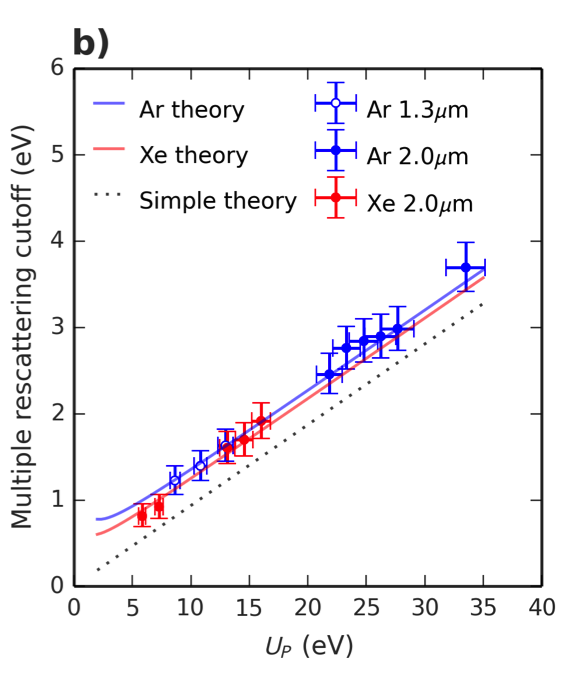 b)
6
5
4
3
2
1
0
Multiple rescattering cutoff (eV)
Ar theory
Xe theory
Simple theory
Ar 1.3μm
Ar 2.0μm
Xe 2.0μm
0 5 10 15 20 25 30 35 40
U_P (eV)